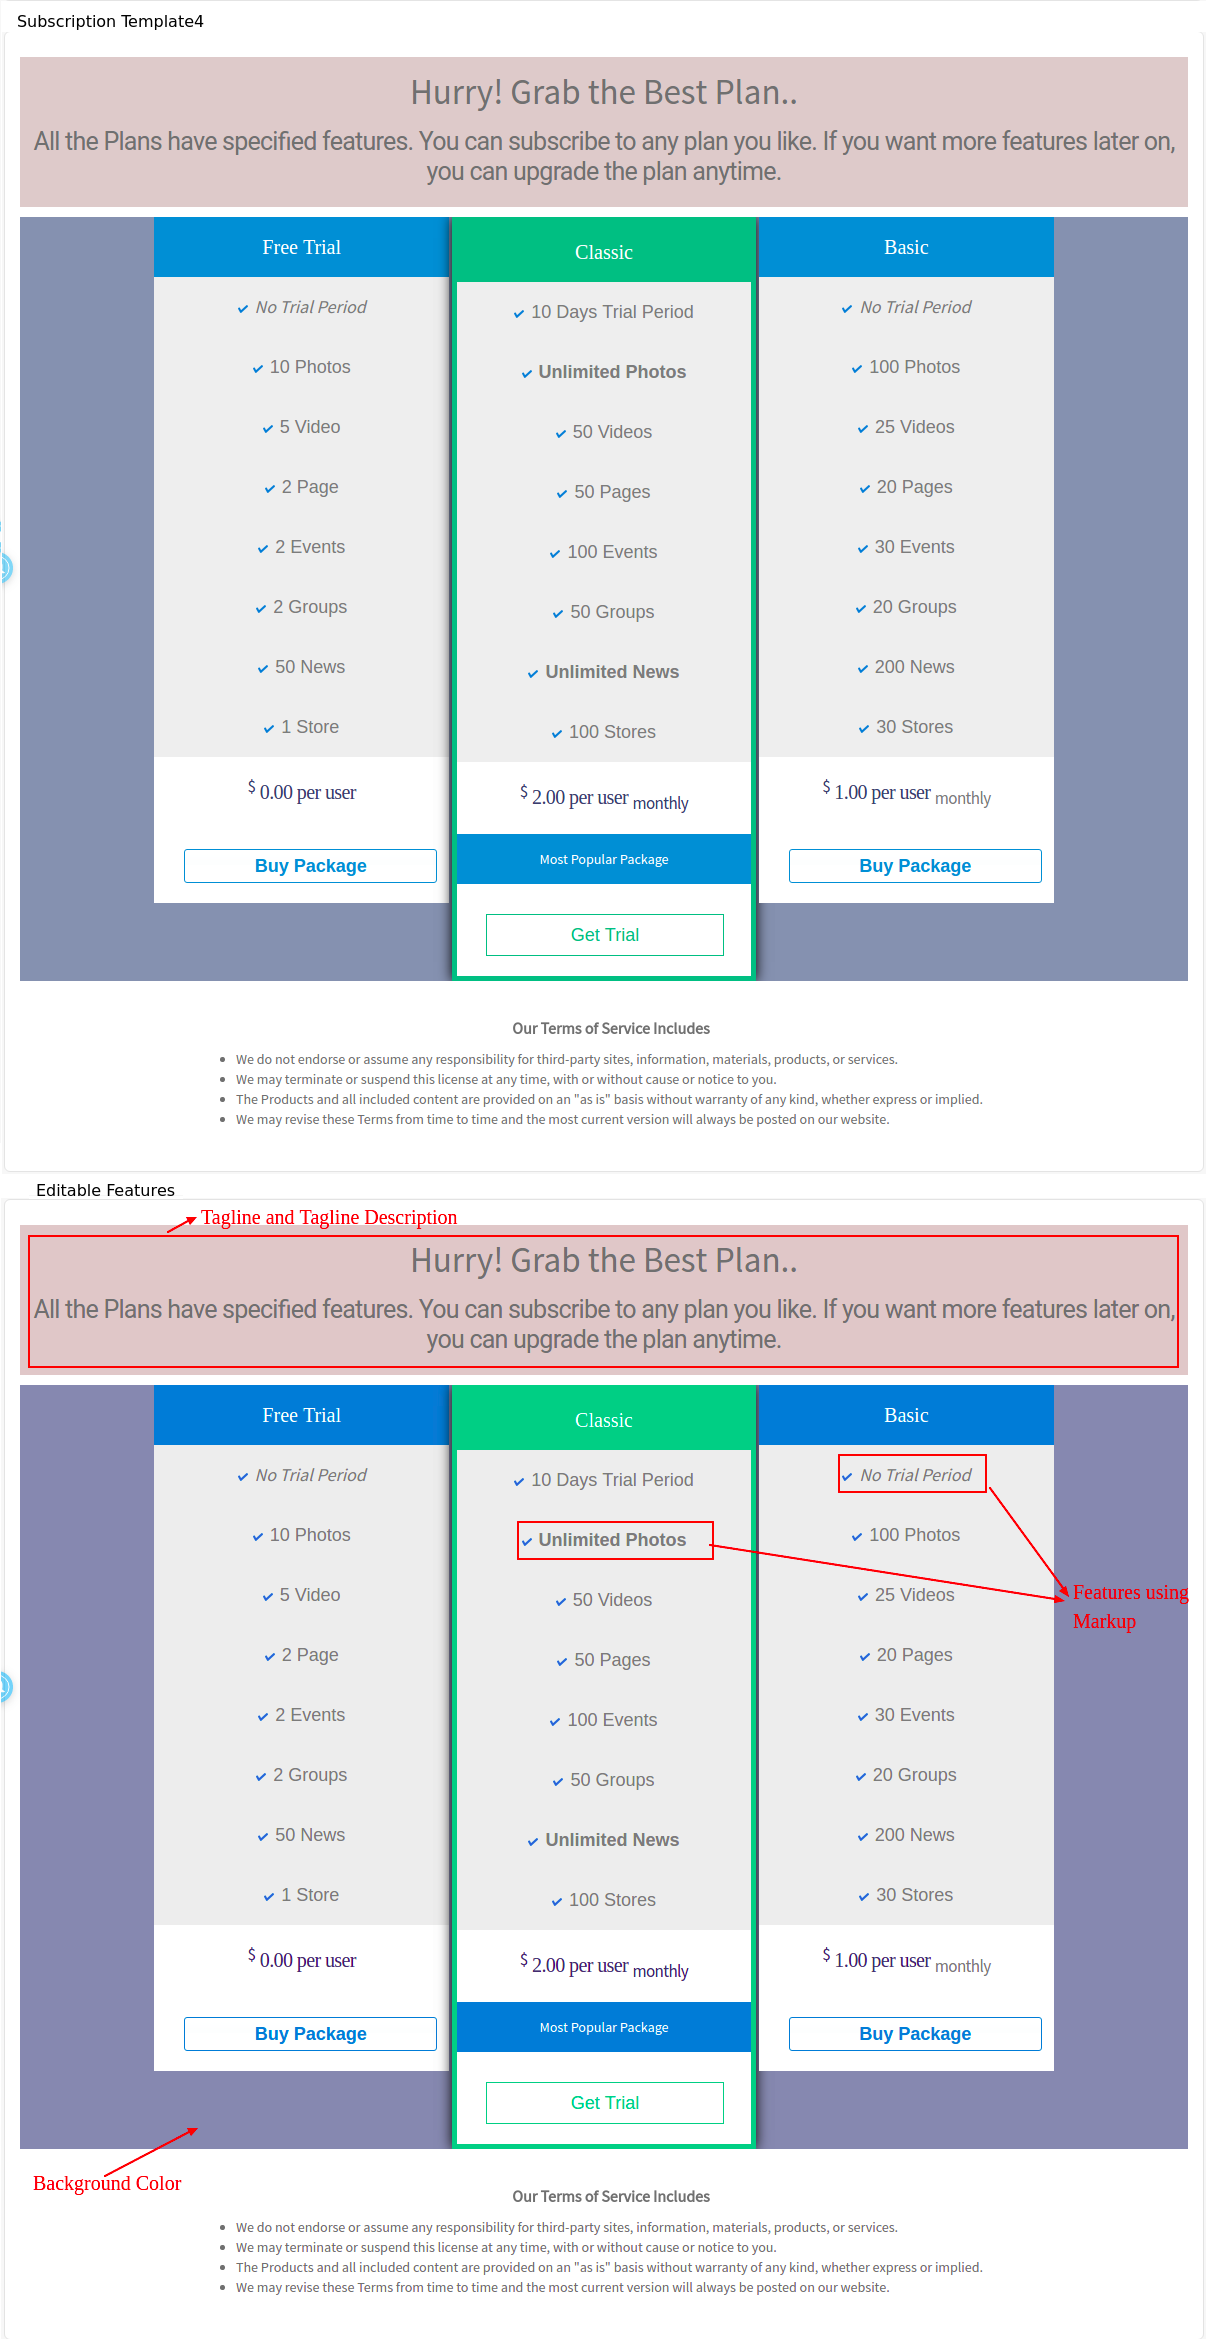 Subscription Template4
Hurry! Grab the Best Plan..
All the Plans have specified features. You can subscribe to any plan you like. If you want more features later on,
you can upgrade the plan anytime.
Free Trial
No Trial Period
10 Photos
5 Video
2 Page
2 Events
2 Groups
50 News
1 Store
$ 0.00 per user
Buy Package
Classic
10 Days Trial Period
Unlimited Photos
50 Videos
50 Pages
100 Events
50 Groups
Unlimited News
100 Stores
$ 2.00 per user monthly
Most Popular Package
Get Trial
Basic
No Trial Period
100 Photos
25 Videos
20 Pages
30 Events
20 Groups
200 News
30 Stores
$ 1.00 per user monthly
Buy Package
Our Terms of Service Includes
We do not endorse or assume any responsibility for third-party sites, information, materials, products, or services.
We may terminate or suspend this license at any time, with or without cause or notice to you.
The Products and all included content are provided on an "as is" basis without warranty of any kind, whether express or implied.
We may revise these Terms from time to time and the most current version will always be posted on our website.
Editable Features
Tagline and Tagline Description
Hurry! Grab the Best Plan..
All the Plans have specified features. You can subscribe to any plan you like. If you want more features later on,
you can upgrade the plan anytime.
Free Trial
No Trial Period
10 Photos
5 Video
2 Page
2 Events
2 Groups
50 News
1 Store
$ 0.00 per user
Buy Package
Classic
10 Days Trial Period
Unlimited Photos
50 Videos
50 Pages
100 Events
50 Groups
Unlimited News
100 Stores
$ 2.00 per user monthly
Most Popular Package
Get Trial
Basic
No Trial Period
100 Photos
25 Videos
20 Pages
30 Events
20 Groups
200 News
30 Stores
$ 1.00 per user monthly
Buy Package
Features using
Markup
Background Color
Our Terms of Service Includes
We do not endorse or assume any responsibility for third-party sites, information, materials, products, or services.
We may terminate or suspend this license at any time, with or without cause or notice to you.
The Products and all included content are provided on an "as is" basis without warranty of any kind, whether express or implied.
We may revise these Terms from time to time and the most current version will always be posted on our website.